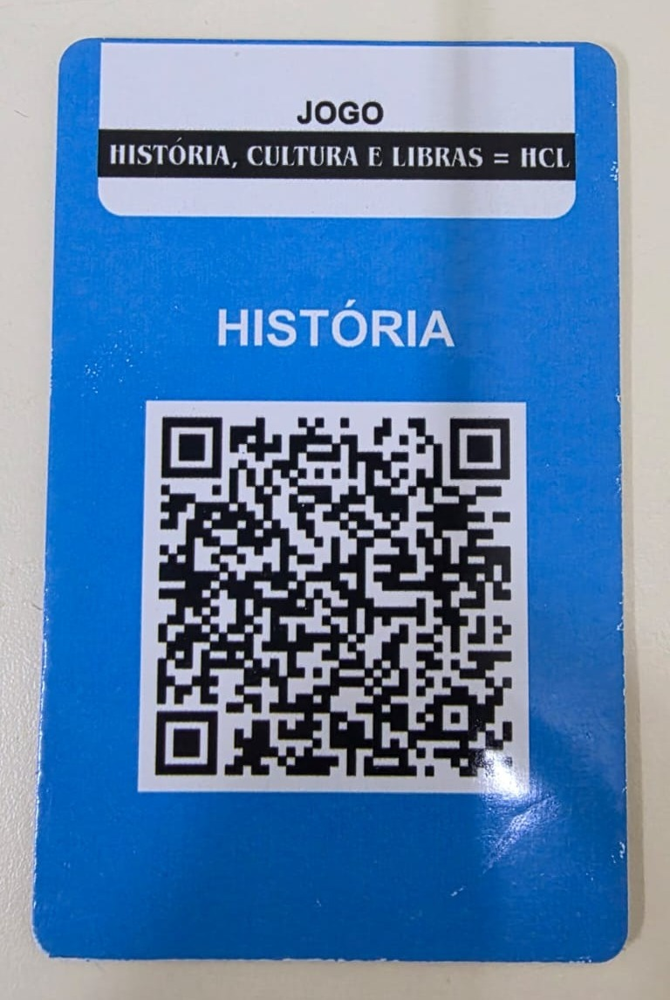 JOGO
HISTÓRIA, CULTURA E LIBRAS = HCL
HISTÓRIA